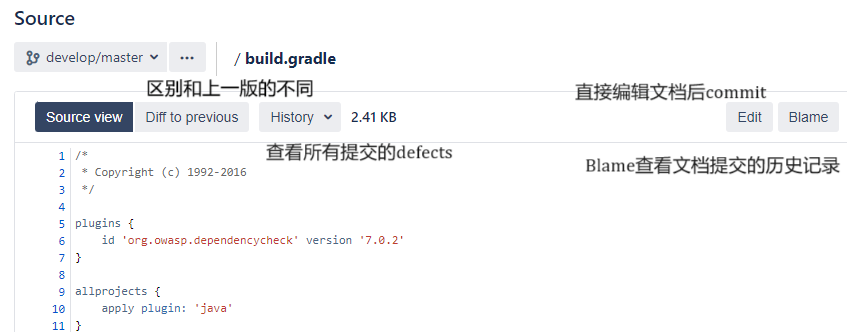 Source
develop/master ··· / build.gradle
区别和上一版的不同
直接编辑文档后commit
Source view Diff to previous History 2.41 KB Edit Blame
查看所有提交的defects
Blame查看文档提交的历史记录
1 /*
2 * Copyright (c) 1992-2016
3 */
4
5 plugins {
6 id 'org.owasp.dependencycheck' version '7.0.2'
7 }
8
9 allprojects {
10 apply plugin: 'java'
11 }